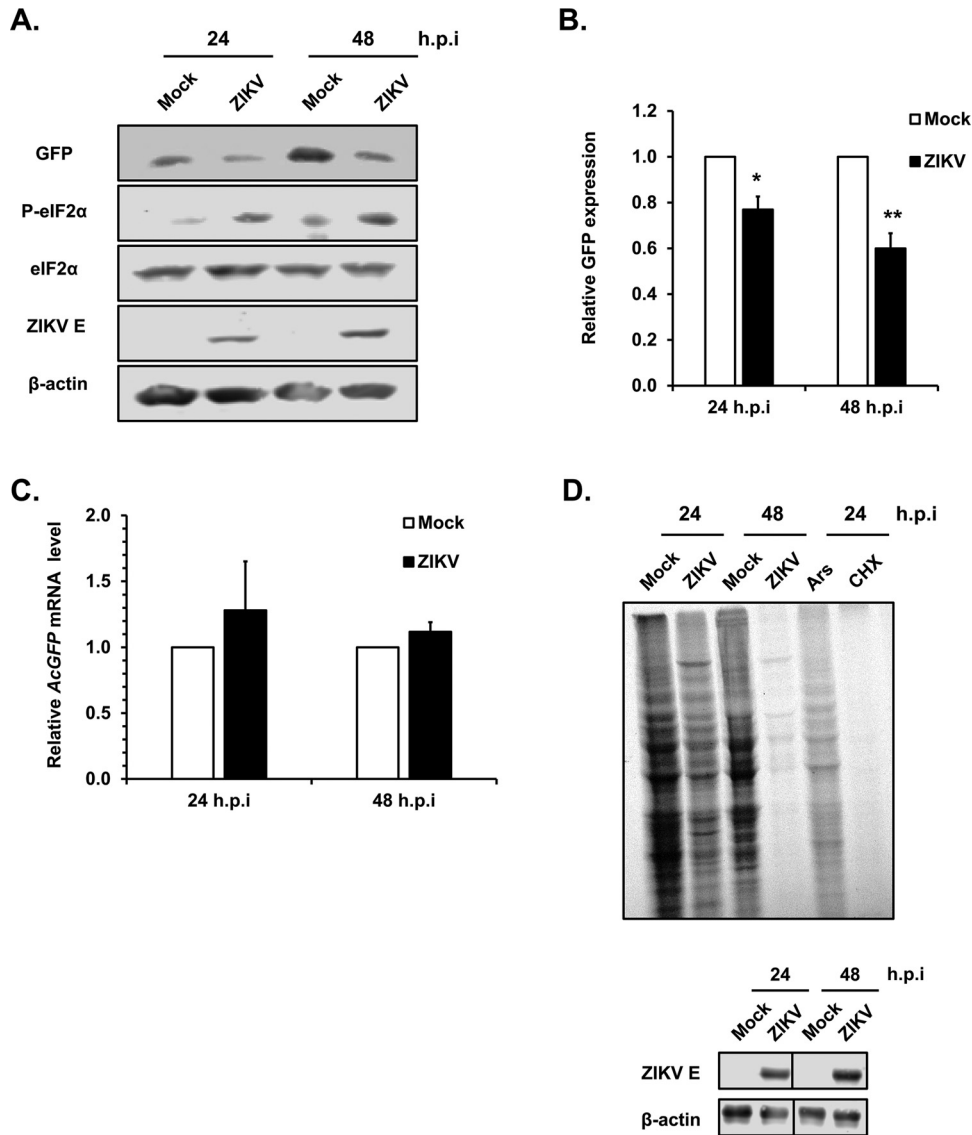 A.
24 48 h.p.i
Mock ZIKV Mock ZIKV
GFP
P-eIF2α
eIF2α
ZIKV E
β-actin
B.
1.2
1.0
0.8
0.6
0.4
0.2
0.0
Relative GFP expression
Mock
ZIKV
*
**
24 h.p.i 48 h.p.i
C.
2.0
1.5
1.0
0.5
0.0
Relative AcGFP mRNA level
Mock
ZIKV
24 h.p.i 48 h.p.i
D.
24 48 24 h.p.i
Mock ZIKV Mock ZIKV Ars CHX
24 48 h.p.i
Mock ZIKV Mock ZIKV
ZIKV E
β-actin